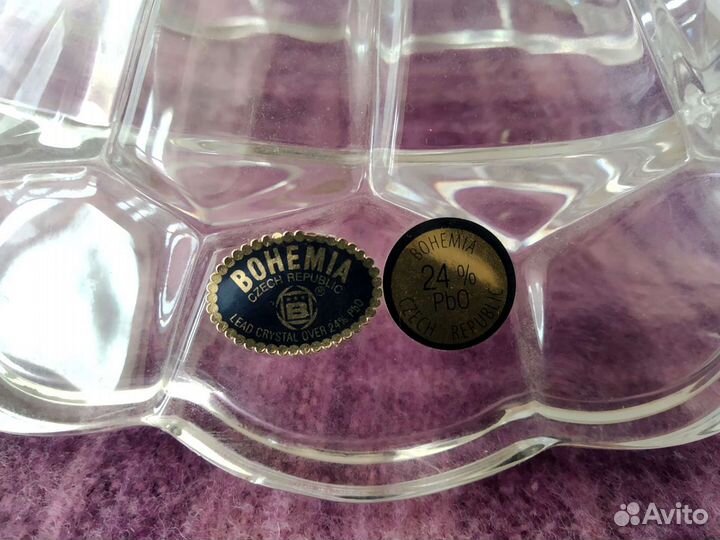 BOHEMIA
CZECH REPUBLIC
®
B
LEAD CRYSTAL OVER 24% PbO
BOHEMIA
24 %
PbO
CZECH REPUBLIC
Avito